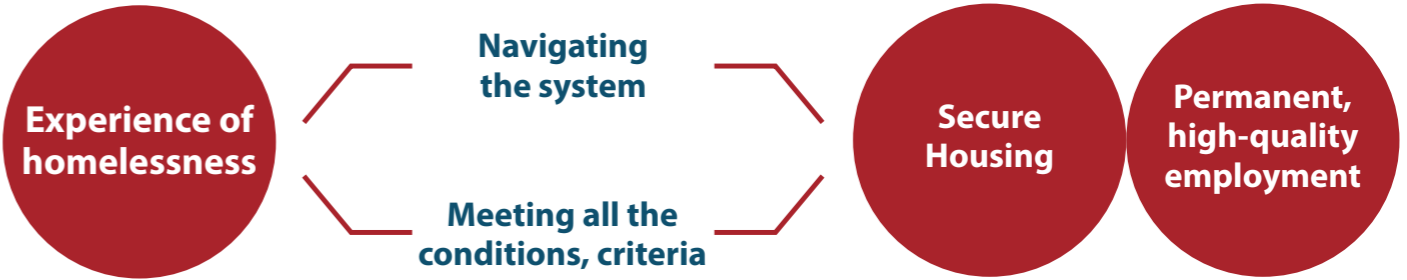 Experience of
homelessness
Navigating
the system
Meeting all the
conditions, criteria
Secure
Housing
Permanent,
high-quality
employment